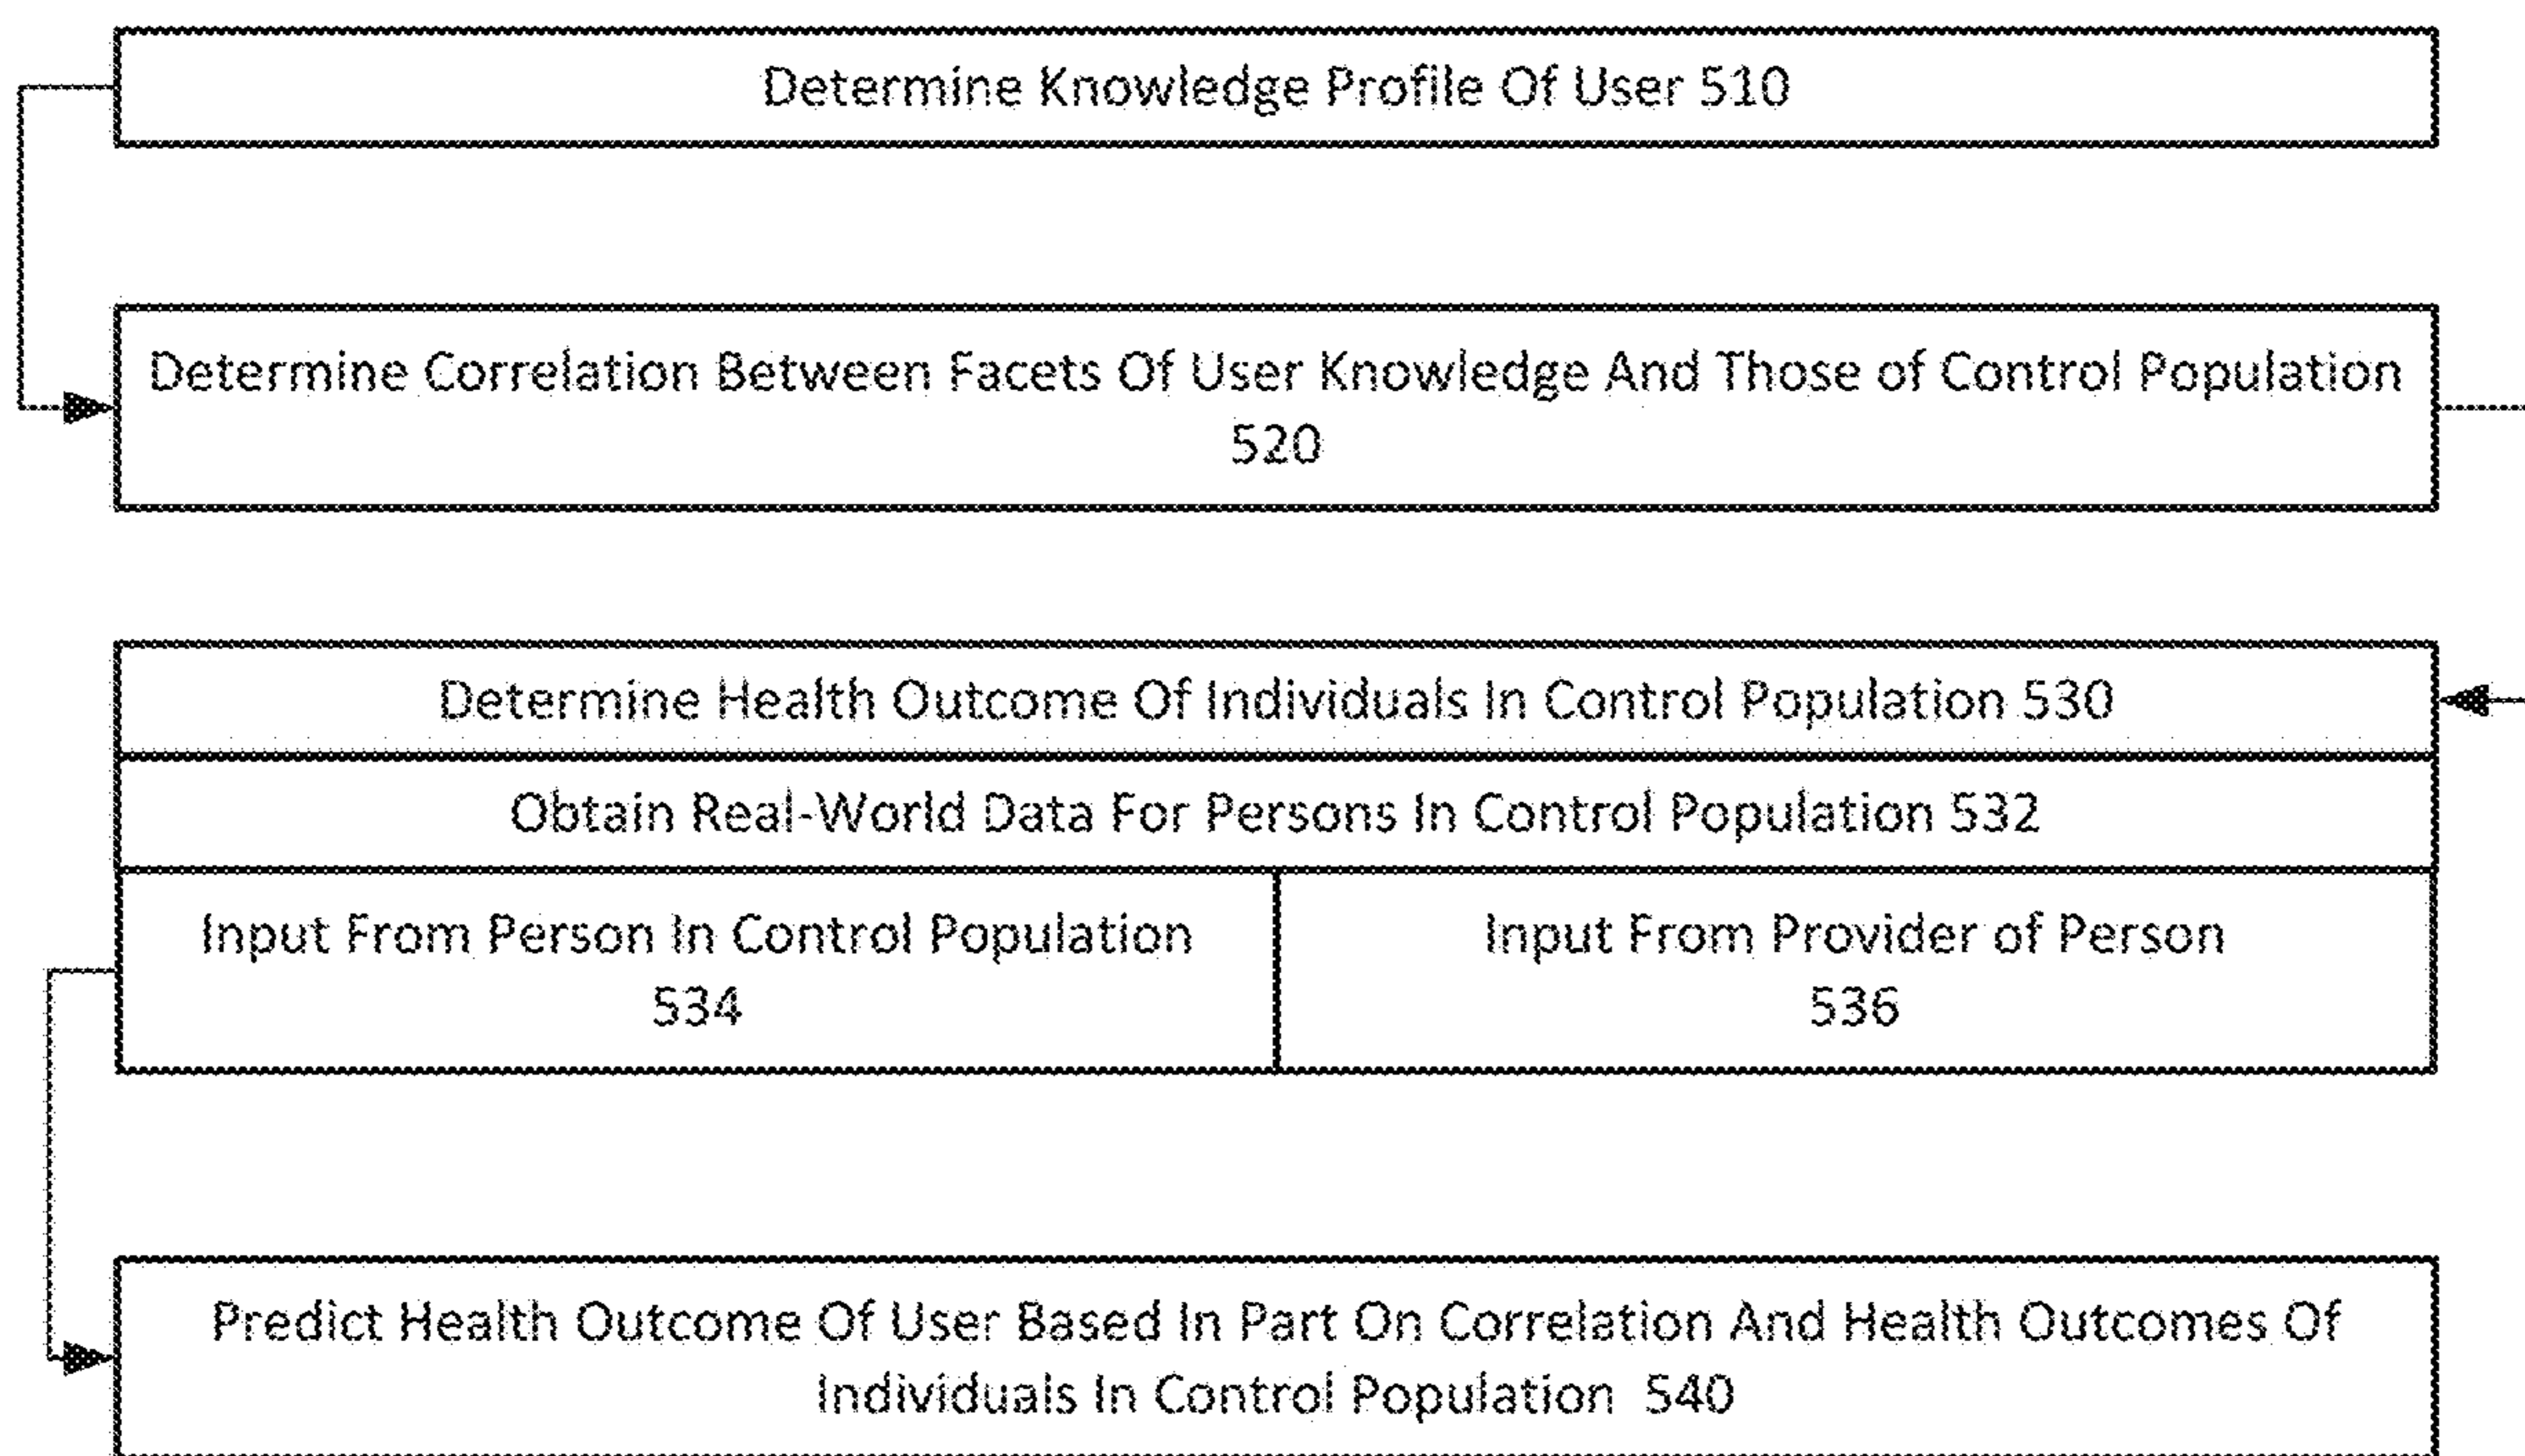 Determine Knowledge Profile Of User 510
Determine Correlation Between Facets Of User Knowledge And Those of Control Population
520
Determine Health Outcome Of Individuals In Control Population 530
Obtain Real-World Data For Persons In Control Population 532
Input From Person In Control Population
534
Input From Provider of Person
536
Predict Health Outcome Of User Based In Part On Correlation And Health Outcomes Of
Individuals In Control Population 540